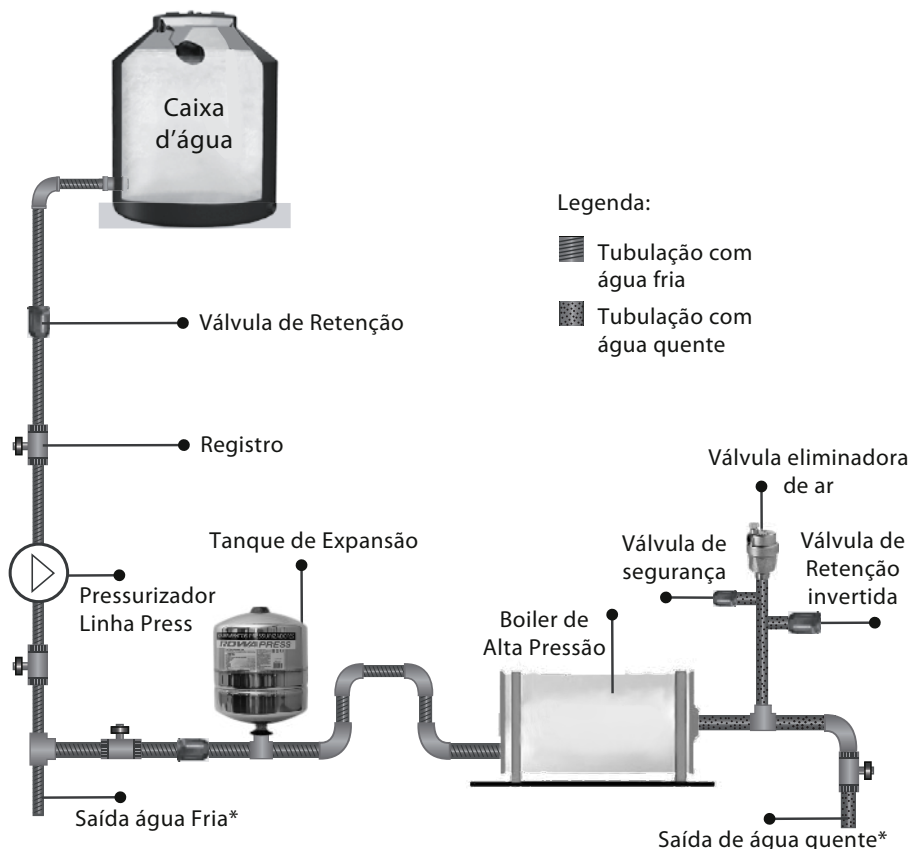 Caixa
d'água
Legenda:
Tubulação com
água fria
Tubulação com
água quente
Válvula de Retenção
Registro
Válvula eliminadora
de ar
Tanque de Expansão
Válvula de
segurança
Válvula de
Retenção
invertida
Pressurizador
Linha Press
ROWAPRESS
Boiler de
Alta Pressão
Saída água Fria*
Saída de água quente*